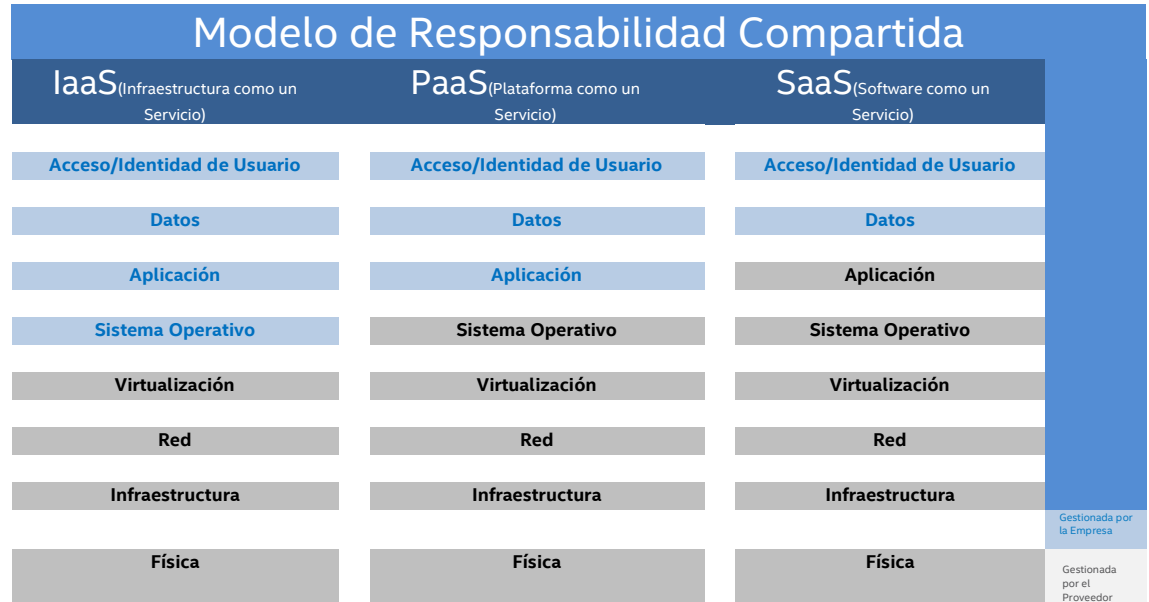 Modelo de Responsabilidad Compartida
IaaS(Infraestructura como un
Servicio)
PaaS(Plataforma como un
Servicio)
SaaS(Software como un
Servicio)
Acceso/Identidad de Usuario
Acceso/Identidad de Usuario
Acceso/Identidad de Usuario
Datos
Datos
Datos
Aplicación
Aplicación
Aplicación
Sistema Operativo
Sistema Operativo
Sistema Operativo
Virtualización
Virtualización
Virtualización
Red
Red
Red
Infraestructura
Infraestructura
Infraestructura
Gestionada por
la Empresa
Física
Física
Física
Gestionada
por el
Proveedor